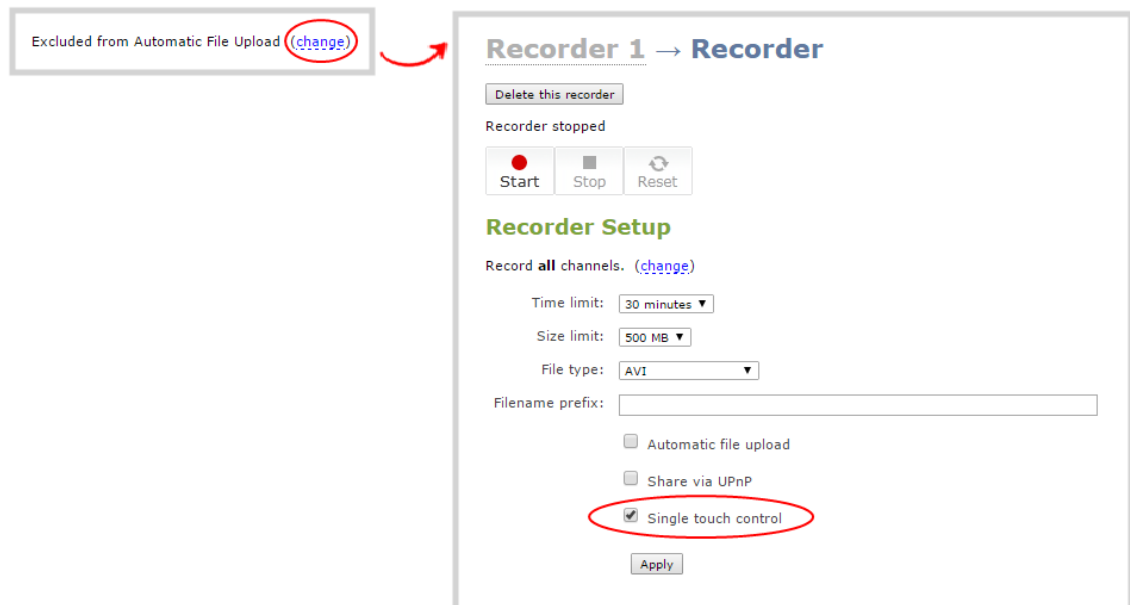 Excluded from Automatic File Upload (change)
Recorder 1 → Recorder
Delete this recorder
Recorder stopped
Start Stop Reset
Recorder Setup
Record all channels. (change)
Time limit: 30 minutes ▼
Size limit: 500 MB ▼
File type: AVI ▼
Filename prefix:
Automatic file upload
Share via UPnP
Single touch control
Apply